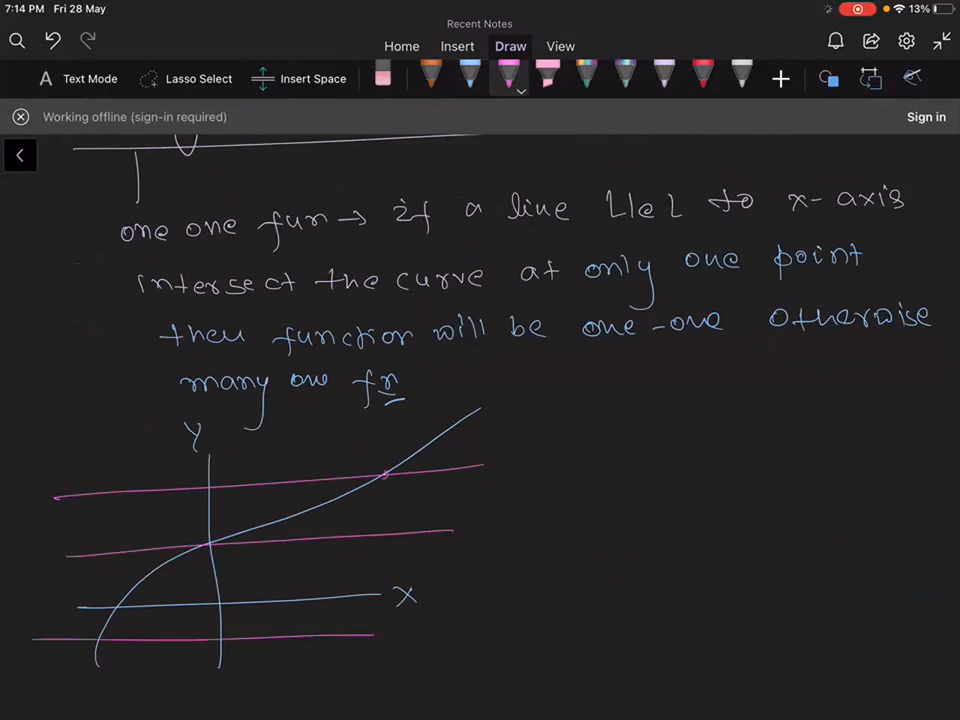 7:14 PM Fri 28 May
13%
Recent Notes
Home Insert Draw View
Text Mode Lasso Select Insert Space
Working offline (sign-in required) Sign in
one one fun → if a line LleL to x-axis
intersect the curve at only one point
then function will be one-one otherwise
many one fn
Y
X